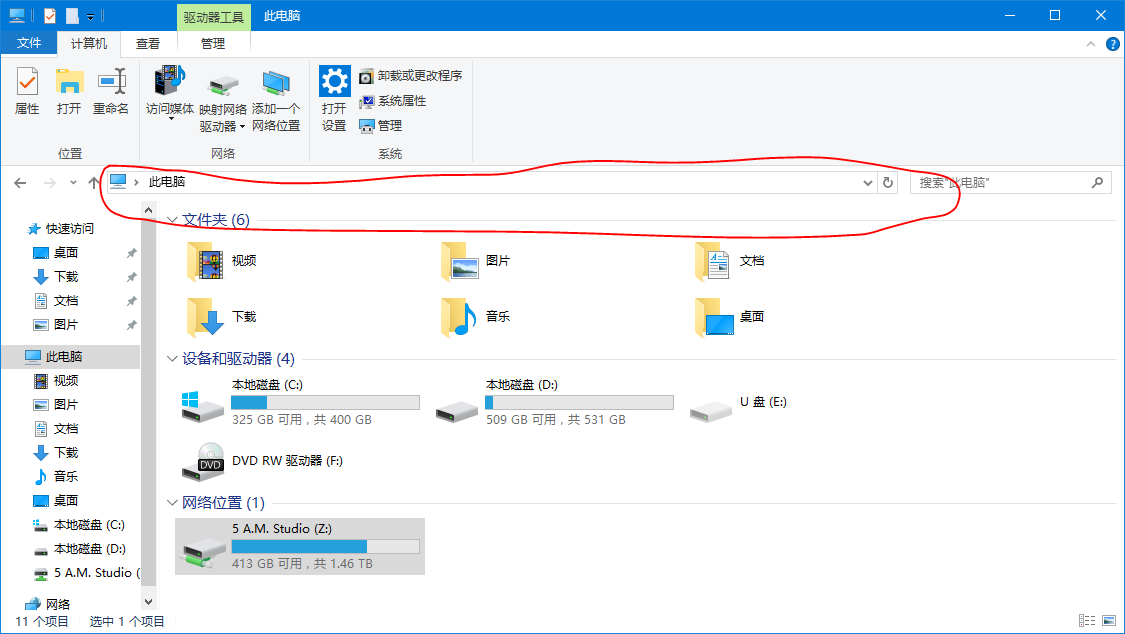 驱动器工具
此电脑
文件
计算机
查看
管理
属性
打开
重命名
访问媒体
映射网络
驱动器
添加一个
网络位置
打开
设置
卸载或更改程序
系统属性
管理
位置
网络
系统
此电脑
搜索"此电脑"
快速访问
桌面
下载
文档
图片
此电脑
视频
图片
文档
下载
音乐
桌面
本地磁盘 (C:)
本地磁盘 (D:)
5 A.M. Studio (
网络
文件夹 (6)
视频
图片
文档
下载
音乐
桌面
设备和驱动器 (4)
本地磁盘 (C:)
325 GB 可用，共 400 GB
本地磁盘 (D:)
509 GB 可用，共 531 GB
U 盘 (E:)
DVD
DVD RW 驱动器 (F:)
网络位置 (1)
5 A.M. Studio (Z:)
413 GB 可用，共 1.46 TB
11 个项目
选中 1 个项目